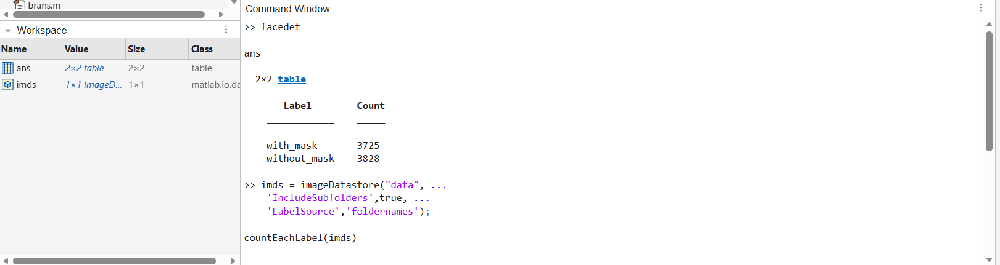 brans.m
Workspace
Name Value Size Class
ans 2×2 table 2×2 table
imds 1×1 ImageD... 1×1 matlab.io.da
Command Window
>> facedet
ans =
2×2 table
Label Count
with_mask 3725
without_mask 3828
>> imds = imageDatastore("data", ...
'IncludeSubfolders',true, ...
'LabelSource','foldernames');
countEachLabel(imds)